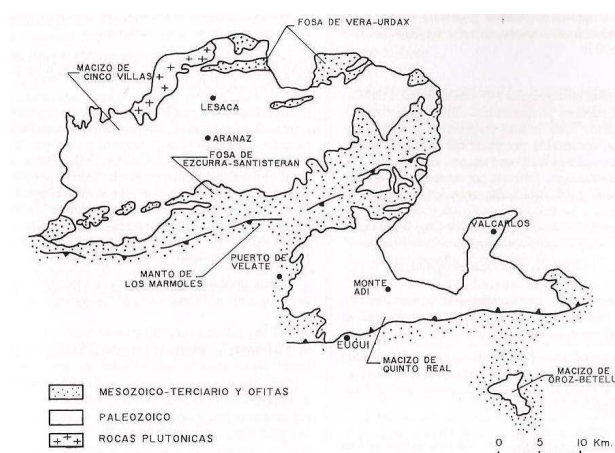 FOSA DE VERA-URDAX
MACIZO DE
CINCO VILLAS
LESACA
ARANAZ
FOSA DE
EZCURRA-SANTISTERAN
VALCARLOS
MANTO DE
LOS MARMOLES
PUERTO DE
VELATE
MONTE
ADI
EUGUI
MACIZO DE
QUINTO REAL
MACIZO DE
OROZ-BETELU
MESOZOICO-TERCIARIO Y OFITAS
PALEOZOICO
ROCAS PLUTONICAS
0 5 10 Km.